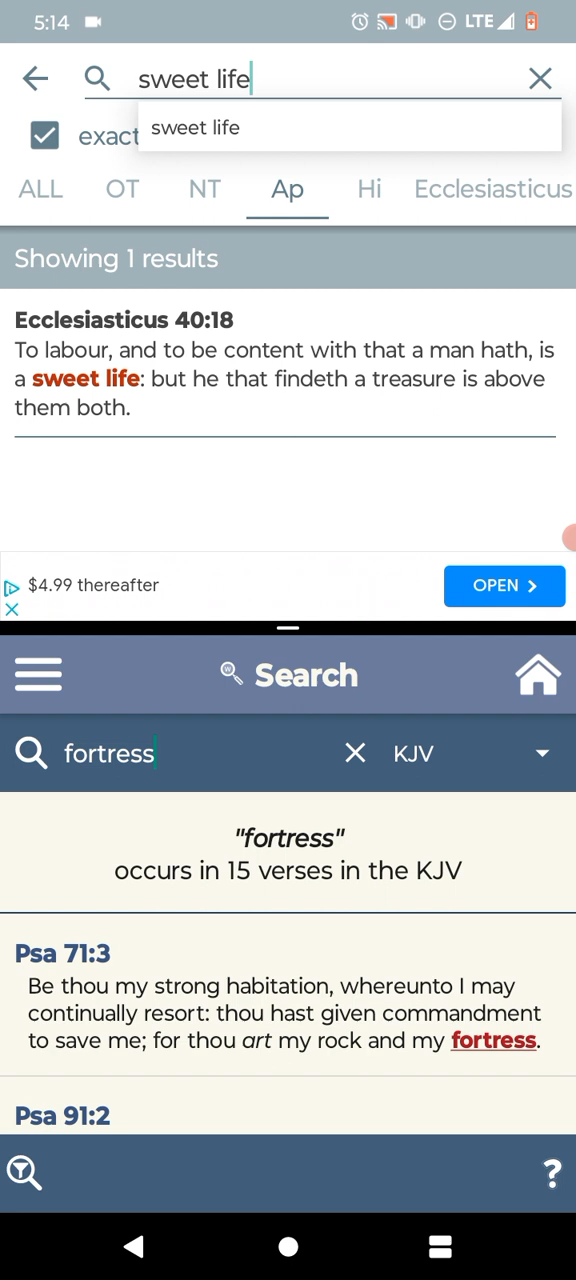 5:14
LTE
sweet life
exact
sweet life
ALL OT NT Ap Hi Ecclesiasticus
Showing 1 results
Ecclesiasticus 40:18
To labour, and to be content with that a man hath, is
a sweet life: but he that findeth a treasure is above
them both.
$4.99 thereafter
OPEN
Search
fortress
KJV
"fortress"
occurs in 15 verses in the KJV
Psa 71:3
Be thou my strong habitation, whereunto I may
continually resort: thou hast given commandment
to save me; for thou art my rock and my fortress.
Psa 91:2
?